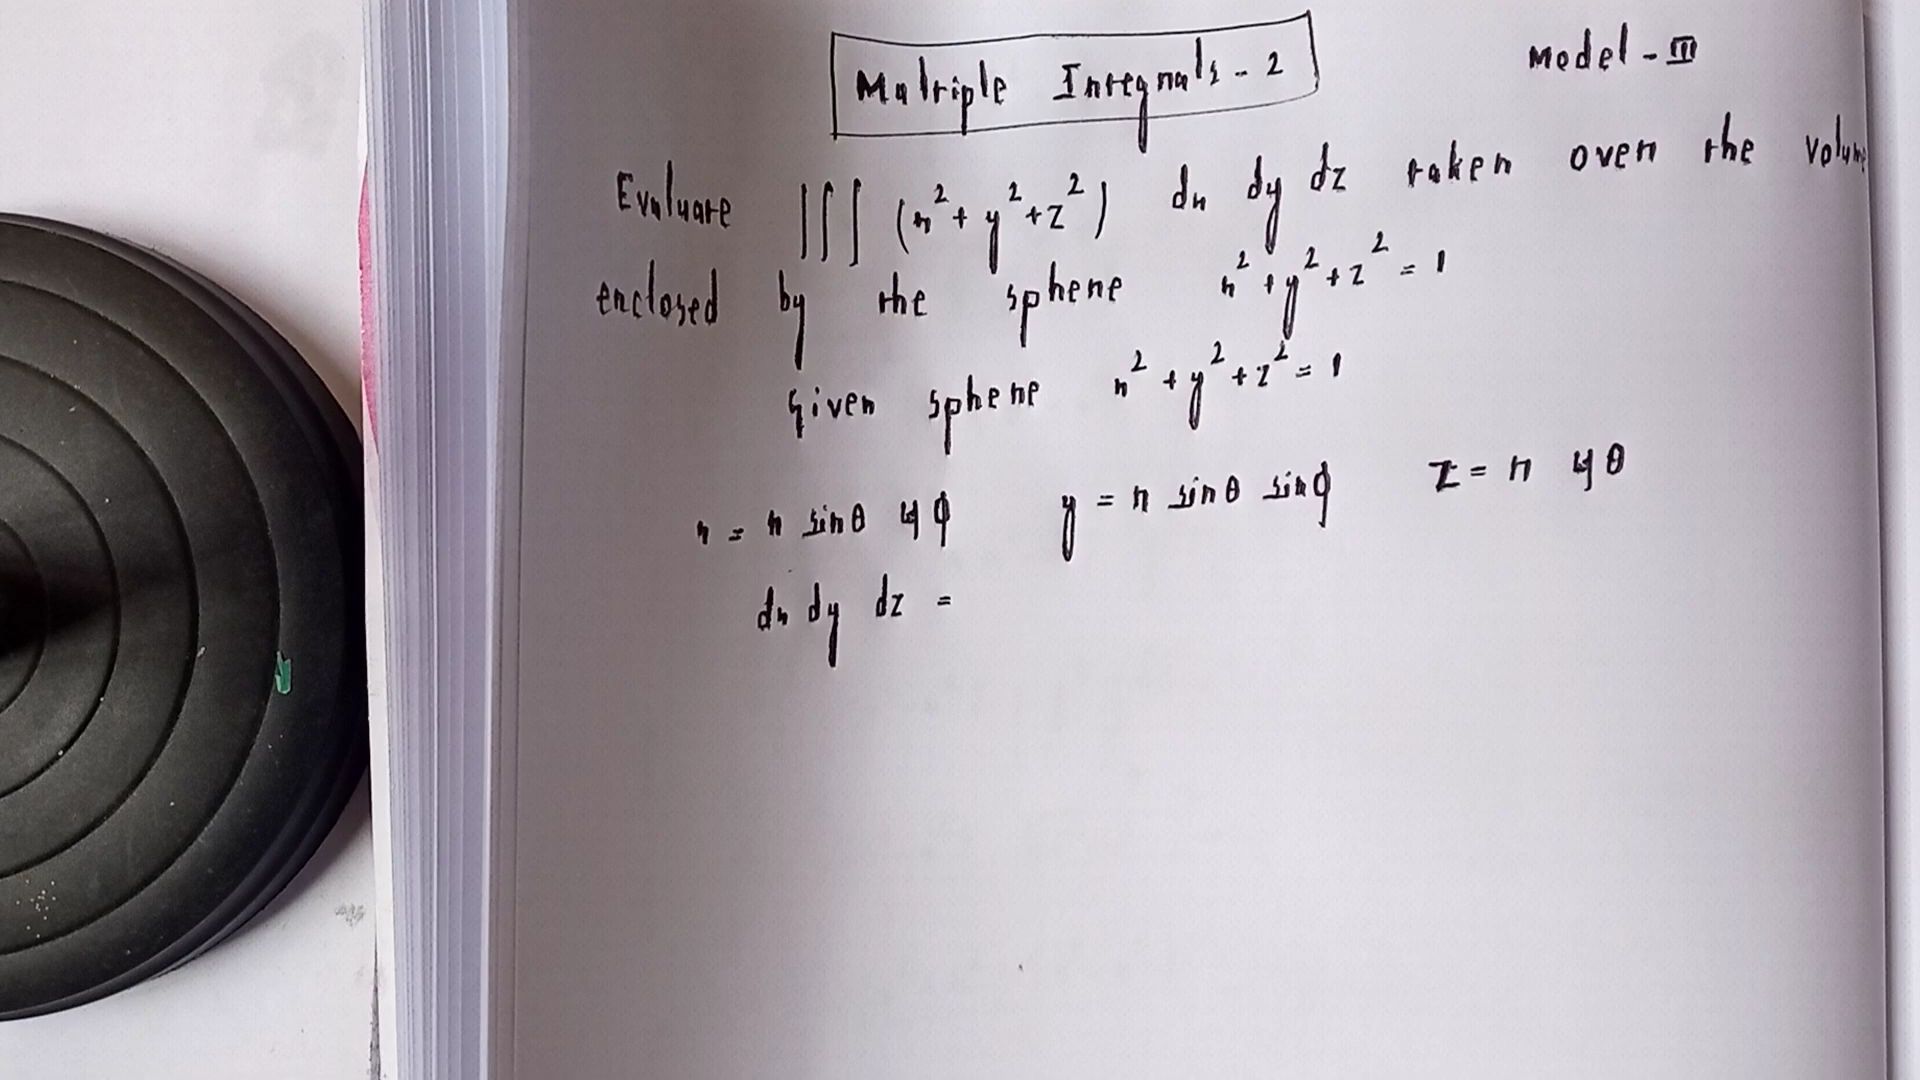 Multiple Integrals - 2
Model - III
Evaluate ∫∫∫ (x² + y² + z²) dx dy dz taken over the volume
enclosed by the sphere x² + y² + z² = 1
Given sphere x² + y² + z² = 1
x = r sinθ cosφ y = r sinθ sinφ z = r cosθ
dx dy dz =